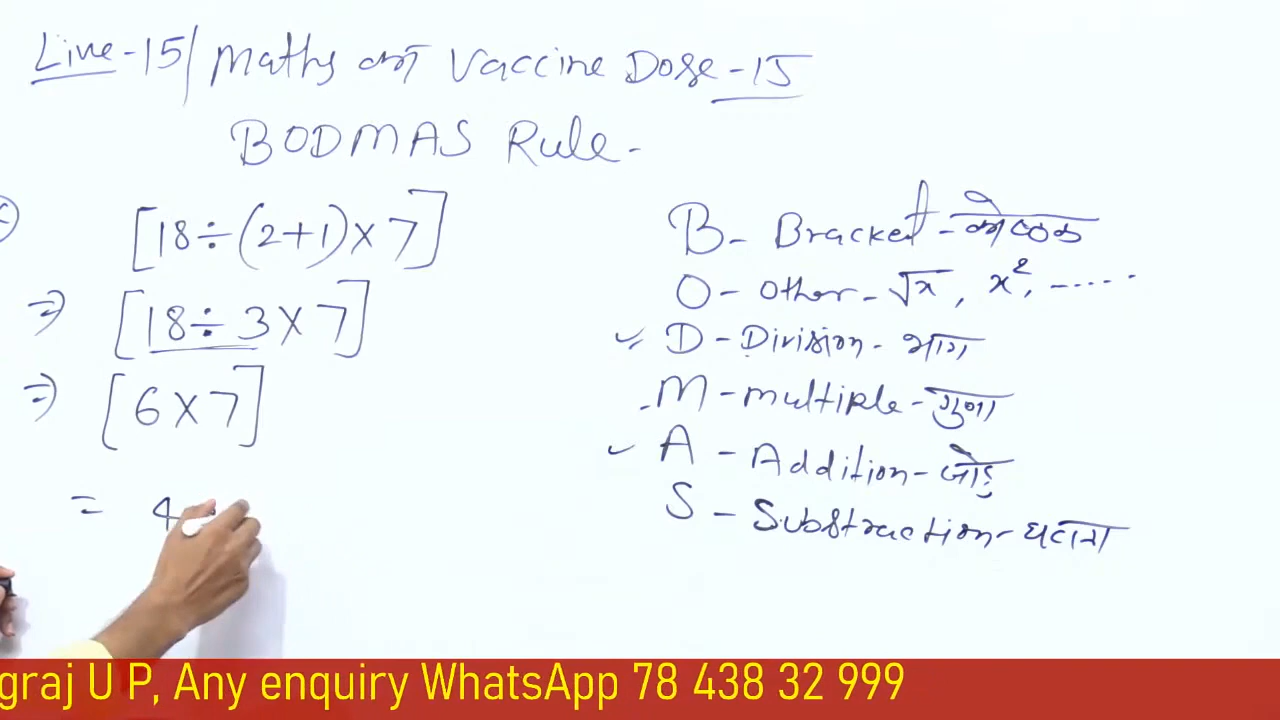 Live-15/ Maths का Vaccine Dose-15
BODMAS Rule-
[18÷(2+1)×7]
⇒ [18÷3×7]
⇒ [6×7]
= 4
B- Bracket-कोष्ठक
O- Other-√x, x², -....
D-Division-भाग
M-multiple-गुणा
A-Addition-जोड़
S-Substraction-घटाना
graj U P, Any enquiry WhatsApp 78 438 32 999